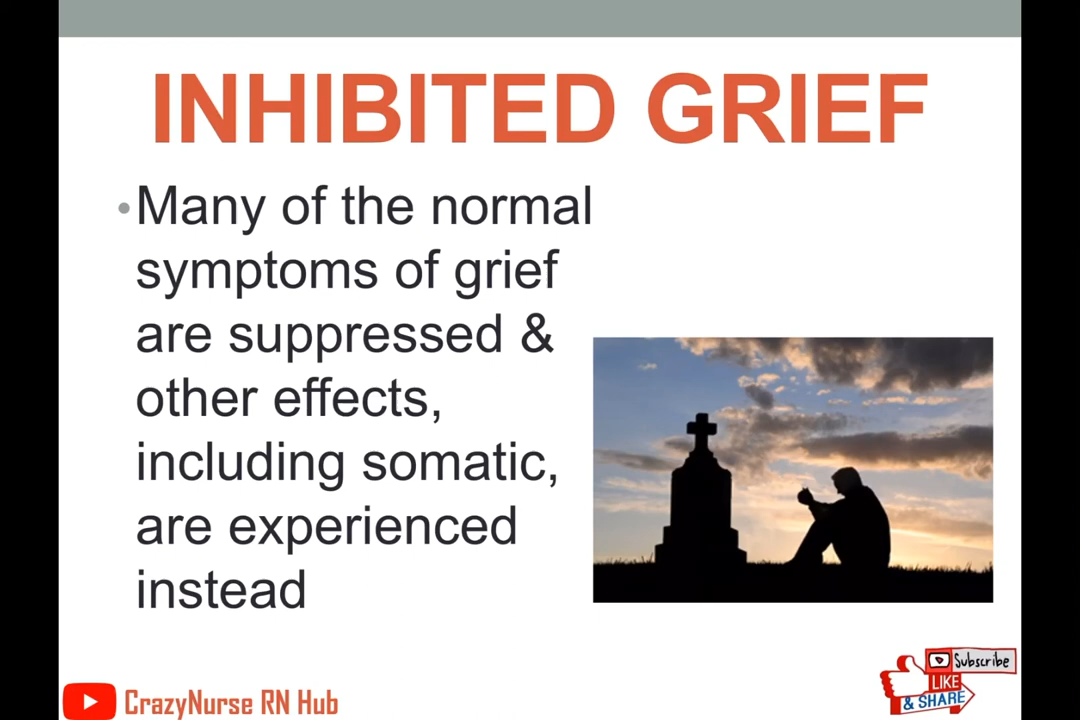 INHIBITED GRIEF
•Many of the normal
symptoms of grief
are suppressed &
other effects,
including somatic,
are experienced
instead
Subscribe
LIKE
& SHARE
CrazyNurse RN Hub